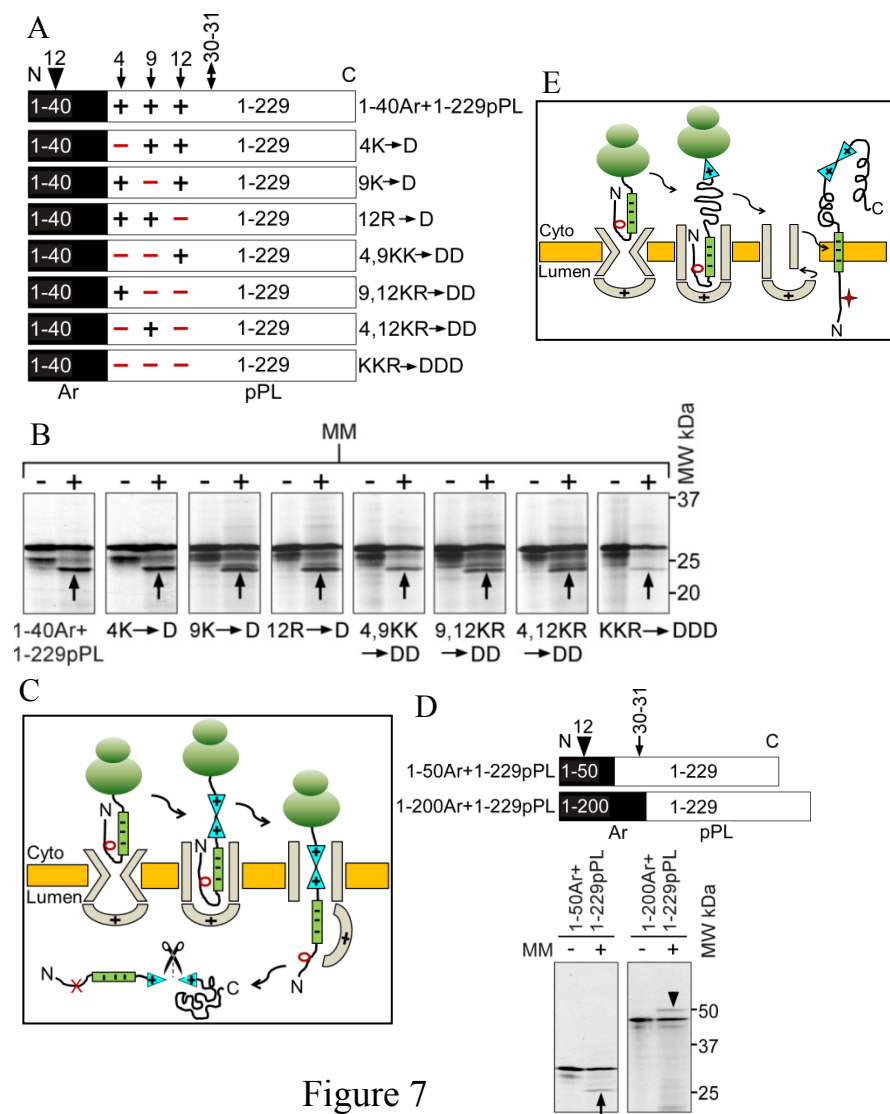 A
12 4 9 12 30-31
N C
1-40 + + + 1-229 1-40Ar+1-229pPL
1-40 − + + 1-229 4K→D
1-40 + − + 1-229 9K→D
1-40 + + − 1-229 12R→D
1-40 − − + 1-229 4,9KK→DD
1-40 + − − 1-229 9,12KR→DD
1-40 − + − 1-229 4,12KR→DD
1-40 − − − 1-229 KKR→DDD
Ar pPL
E
N N
Cyto
Lumen
+ + + +
N
B
MM
MW kDa
- + - + - + - + - + - + - + - +
37
25
20
1-40Ar+ 4K→D 9K→D 12R→D 4,9KK 9,12KR 4,12KR KKR→DDD
1-229pPL →DD →DD →DD
C
N N
Cyto
Lumen
+ + + +
N C N
X
D
N 12 30-31 C
1-50Ar+1-229pPL 1-50 1-229
1-200Ar+1-229pPL 1-200 1-229
Ar pPL
1-50Ar+
1-229pPL
1-200Ar+
1-229pPL
MW kDa
MM - + - +
50
37
25
Figure 7